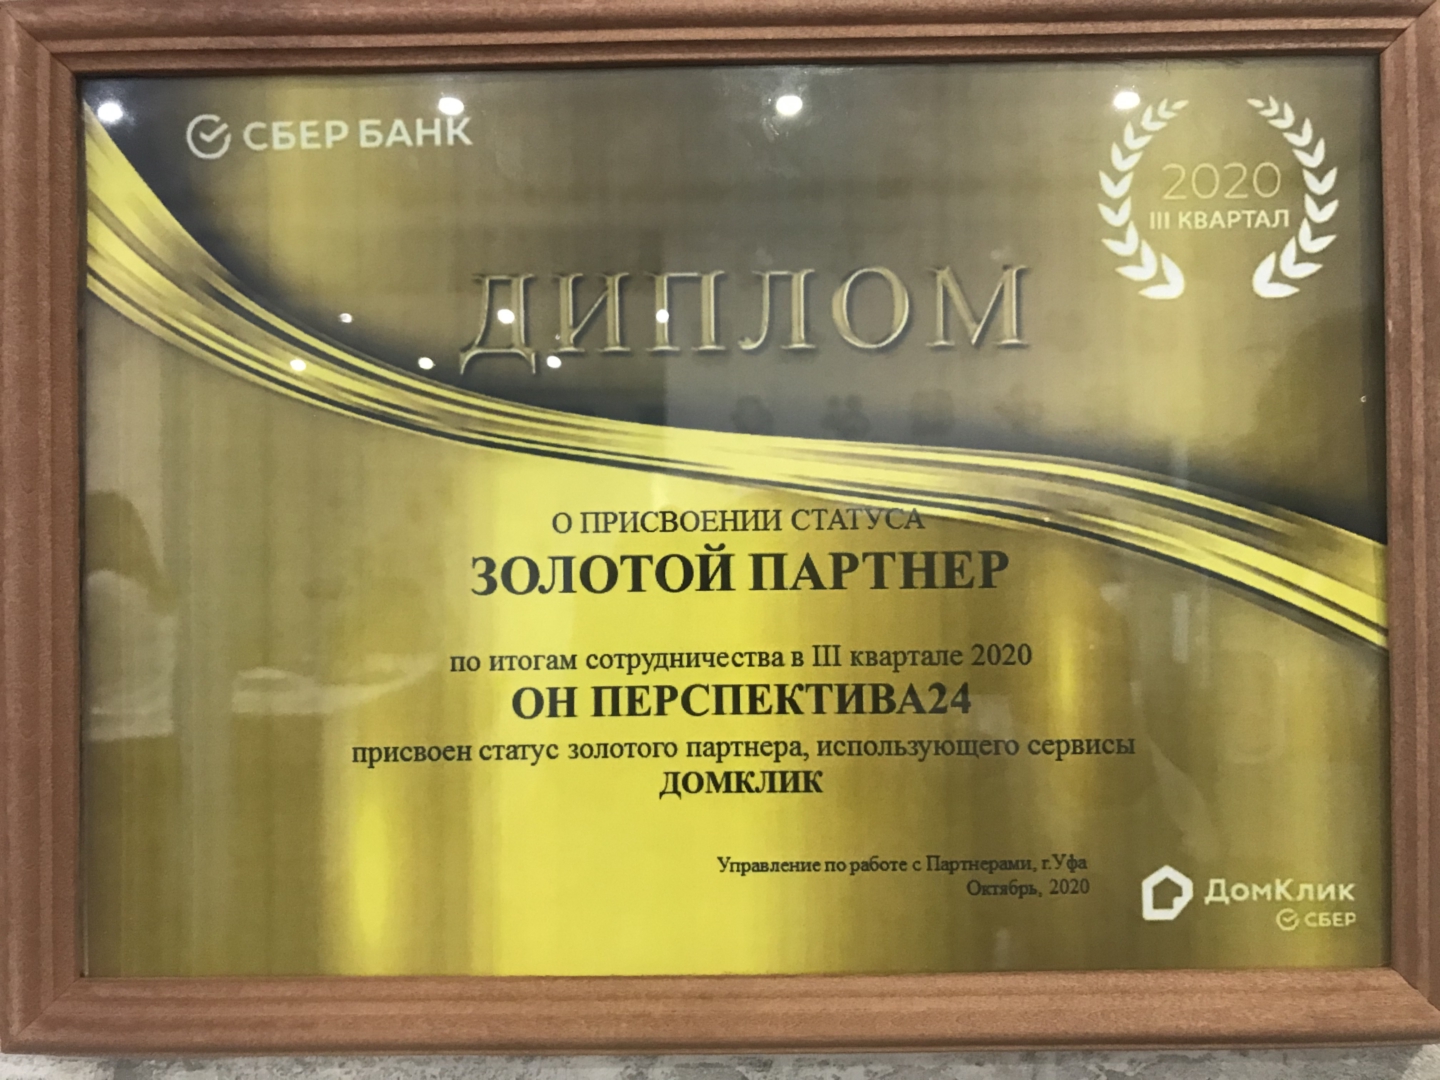 СБЕР БАНК
2020
III КВАРТАЛ
ДИПЛОМ
О ПРИСВОЕНИИ СТАТУСА
ЗОЛОТОЙ ПАРТНЕР
по итогам сотрудничества в III квартале 2020
ОН ПЕРСПЕКТИВА24
присвоен статус золотого партнера, использующего сервисы
ДОМКЛИК
Управление по работе с Партнерами, г.Уфа
Октябрь, 2020
ДомКлик
СБЕР